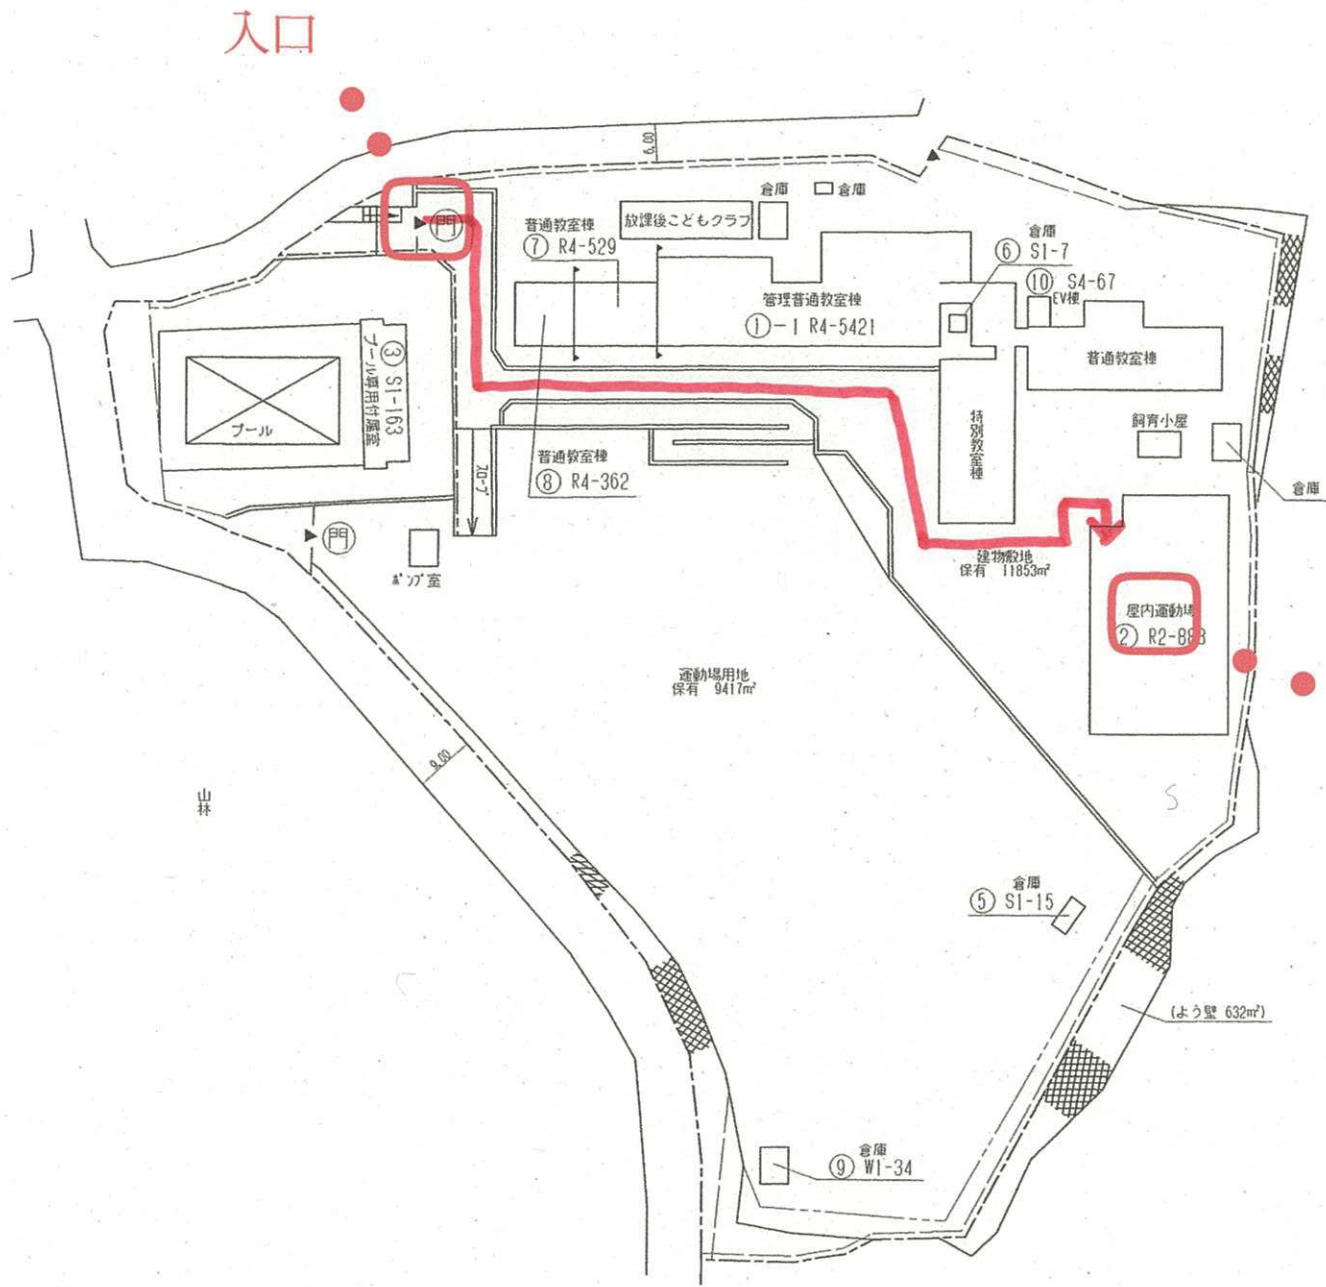 入口
6.00
門
普通教室棟
⑦ R4-529
放課後こどもクラブ
倉庫
倉庫
倉庫
⑥ S1-7
⑩ S4-67
EV棟
管理普通教室棟
①-1 R4-5421
普通教室棟
③ S1-163
プール専用付属室
プール
特別教室棟
飼育小屋
倉庫
普通教室棟
⑧ R4-362
スロープ
門
ポンプ室
建物敷地
保有 11853m²
屋内運動場
② R2-883
運動場用地
保有 9417m²
9.00
山林
倉庫
⑤ S1-15
(よう壁 632m²)
倉庫
⑨ W1-34